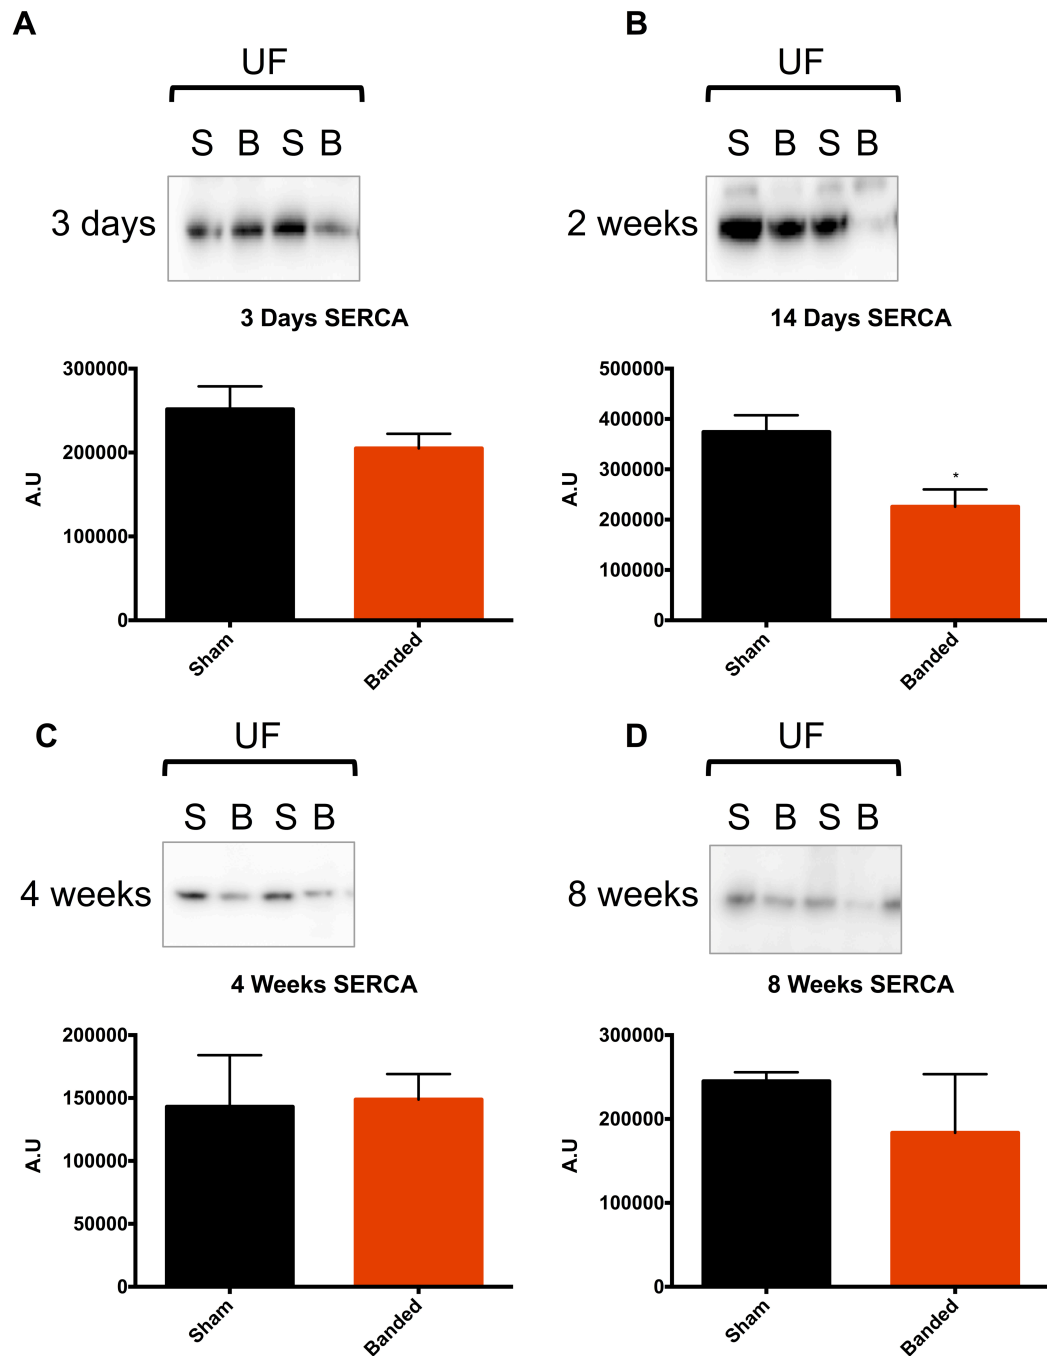 A
UF
S B S B
3 days
3 Days SERCA
300000
200000
100000
0
A.U
Sham
Banded
B
UF
S B S B
2 weeks
14 Days SERCA
500000
400000
300000
200000
100000
0
A.U
*
Sham
Banded
C
UF
S B S B
4 weeks
4 Weeks SERCA
200000
150000
100000
50000
0
A.U
Sham
Banded
D
UF
S B S B
8 weeks
8 Weeks SERCA
300000
200000
100000
0
A.U
Sham
Banded